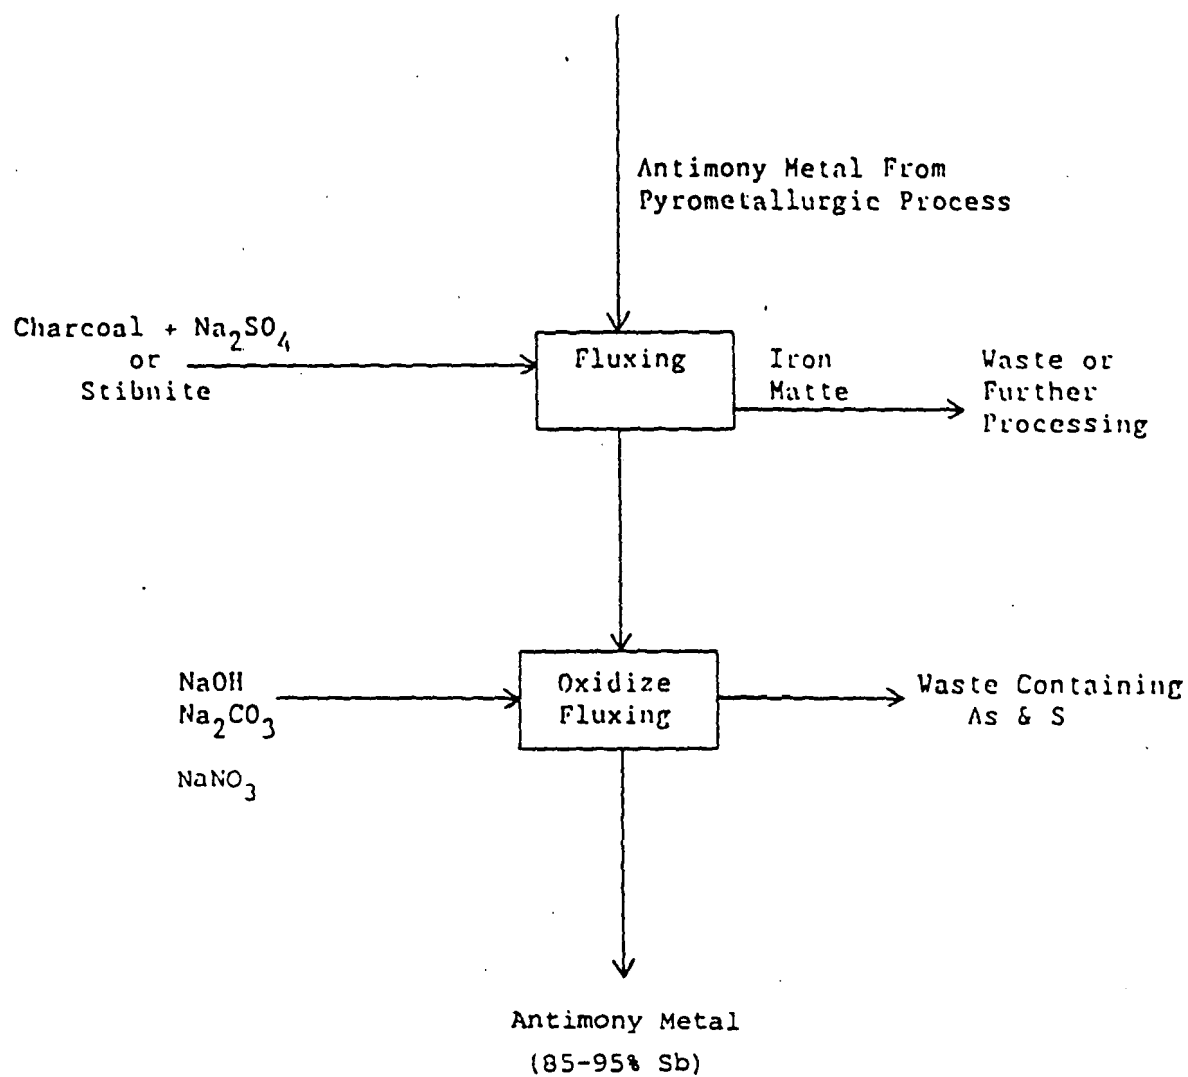 Antimony Metal From
Pyrometallurgic Process
Charcoal + Na2SO4
or
Stibnite
Fluxing
Iron
Matte
Waste or
Further
Processing
NaOH
Na2CO3
NaNO3
Oxidize
Fluxing
Waste Containing
As & S
Antimony Metal
(85-95% Sb)